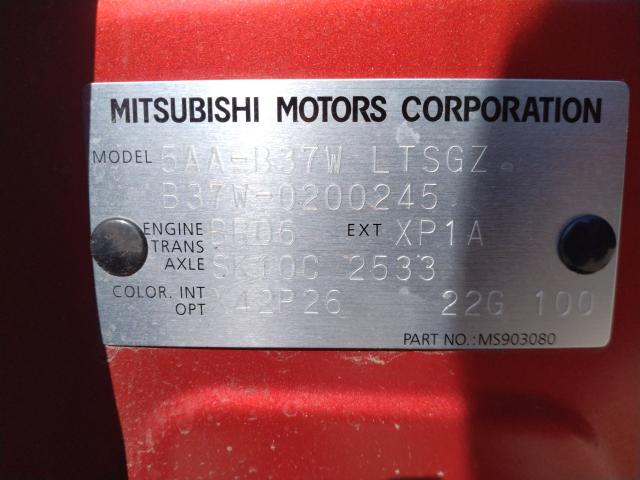 MITSUBISHI MOTORS CORPORATION
MODEL 5AA-B37W LTSGZ
B37W-0200245
ENGINE BR06 EXT XP1A
TRANS
AXLE SK10C 2533
COLOR. INT X42P26 22G 100
OPT
PART NO.:MS903080